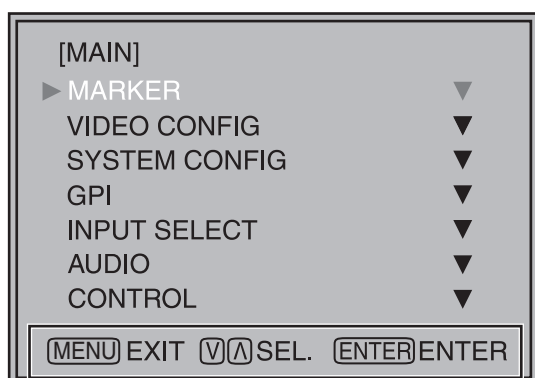 [MAIN]
▶ MARKER ▼
VIDEO CONFIG ▼
SYSTEM CONFIG ▼
GPI ▼
INPUT SELECT ▼
AUDIO ▼
CONTROL ▼
MENU EXIT V Λ SEL. ENTER ENTER